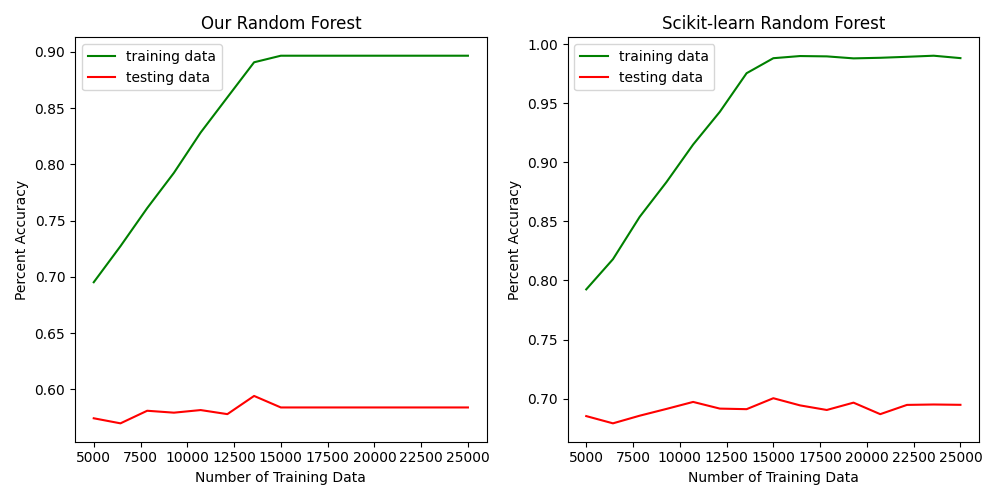 Our Random Forest
training data
testing data
0.90
0.85
0.80
0.75
0.70
0.65
0.60
Percent Accuracy
5000 7500 10000 12500 15000 17500 20000 22500 25000
Number of Training Data
Scikit-learn Random Forest
training data
testing data
1.00
0.95
0.90
0.85
0.80
0.75
0.70
Percent Accuracy
5000 7500 10000 12500 15000 17500 20000 22500 25000
Number of Training Data